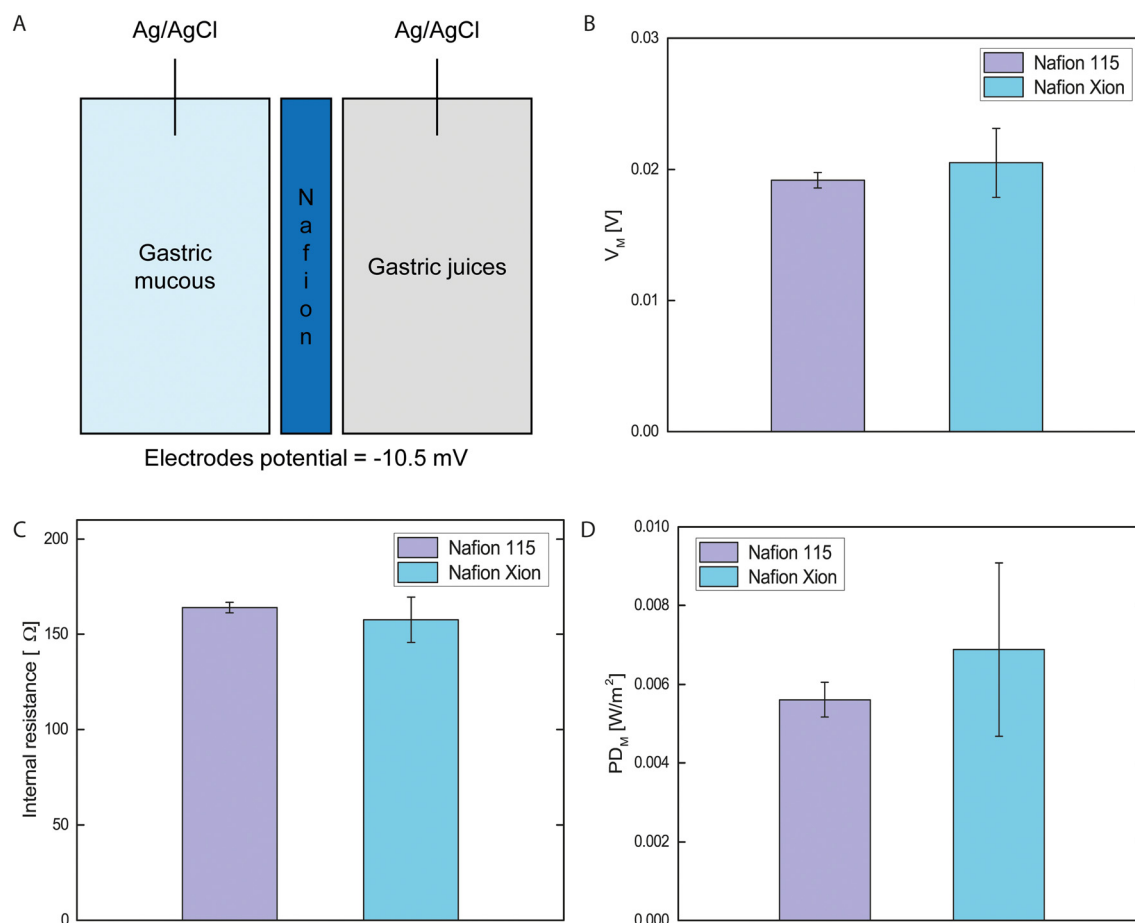 A
Ag/AgCl
Ag/AgCl
Gastric
mucous
Nafion
Gastric juices
Electrodes potential = -10.5 mV
B
0.03
0.02
0.01
0.00
V_M [V]
Nafion 115
Nafion Xion
C
200
150
100
50
0
Internal resistance [ Ω]
Nafion 115
Nafion Xion
D
0.010
0.008
0.006
0.004
0.002
0.000
PD_M [W/m²]
Nafion 115
Nafion Xion